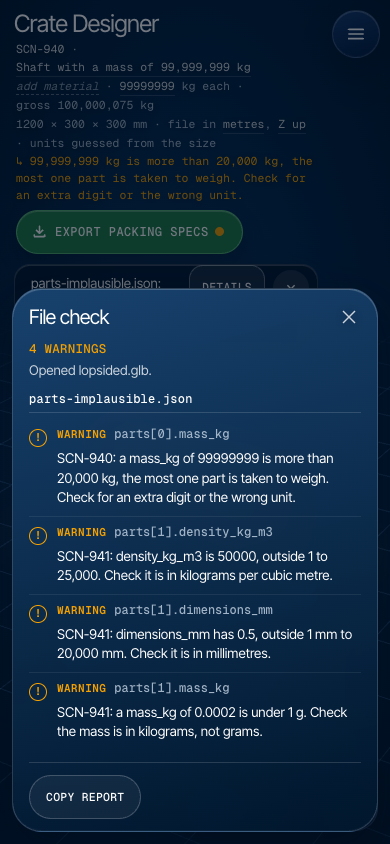 Crate Designer
SCN-940 ·
Shaft with a mass of 99,999,999 kg
add material · 99999999 kg each ·
gross 100,000,075 kg
1200 × 300 × 300 mm · file in metres, Z up
· units guessed from the size
↳ 99,999,999 kg is more than 20,000 kg, the
most one part is taken to weigh. Check for
an extra digit or the wrong unit.
EXPORT PACKING SPECS
parts-implausible.json:
DETAILS
File check
4 WARNINGS
Opened lopsided.glb.
parts-implausible.json
WARNING parts[0].mass_kg
SCN-940: a mass_kg of 99999999 is more than
20,000 kg, the most one part is taken to weigh.
Check for an extra digit or the wrong unit.
WARNING parts[1].density_kg_m3
SCN-941: density_kg_m3 is 50000, outside 1 to
25,000. Check it is in kilograms per cubic metre.
WARNING parts[1].dimensions_mm
SCN-941: dimensions_mm has 0.5, outside 1 mm to
20,000 mm. Check it is in millimetres.
WARNING parts[1].mass_kg
SCN-941: a mass_kg of 0.0002 is under 1 g. Check
the mass is in kilograms, not grams.
COPY REPORT